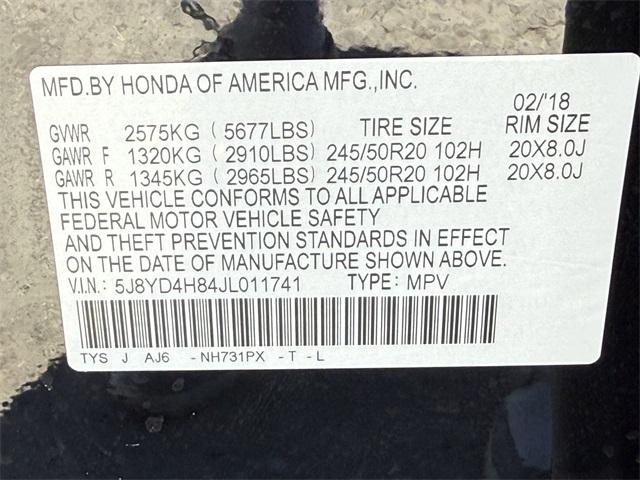 MFD.BY HONDA OF AMERICA MFG.,INC.
02/'18
GVWR 2575KG ( 5677LBS) TIRE SIZE RIM SIZE
GAWR F 1320KG ( 2910LBS) 245/50R20 102H 20X8.0J
GAWR R 1345KG ( 2965LBS) 245/50R20 102H 20X8.0J
THIS VEHICLE CONFORMS TO ALL APPLICABLE
FEDERAL MOTOR VEHICLE SAFETY
AND THEFT PREVENTION STANDARDS IN EFFECT
ON THE DATE OF MANUFACTURE SHOWN ABOVE.
V.I.N.: 5J8YD4H84JL011741 TYPE: MPV
TYS J AJ6 - NH731PX - T - L